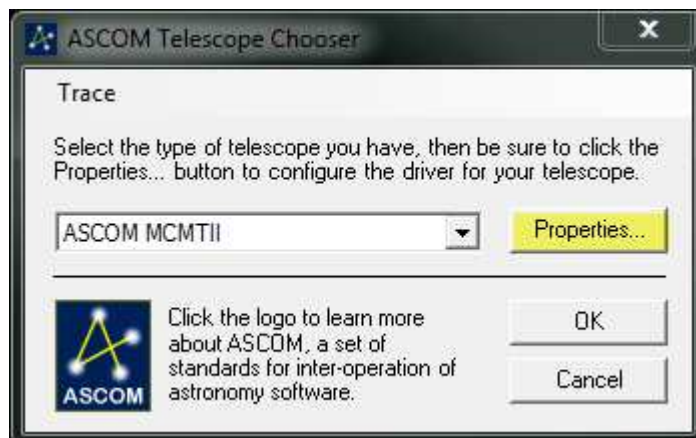 ASCOM Telescope Chooser
x
Trace
Select the type of telescope you have, then be sure to click the
Properties... button to configure the driver for your telescope.
ASCOM MCMTII
Properties...
Click the logo to learn more
about ASCOM, a set of
standards for inter-operation of
astronomy software.
ASCOM
OK
Cancel